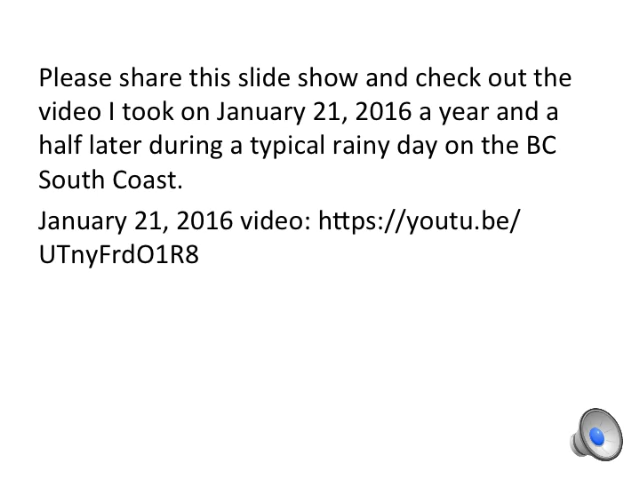 Please share this slide show and check out the
video I took on January 21, 2016 a year and a
half later during a typical rainy day on the BC
South Coast.
January 21, 2016 video: https://youtu.be/
UTnyFrdO1R8